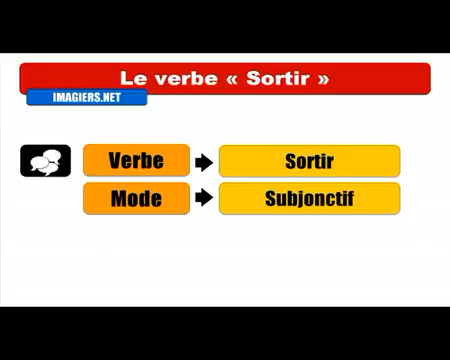 Le verbe « Sortir »
IMAGIERS.NET
Verbe Sortir
Mode Subjonctif